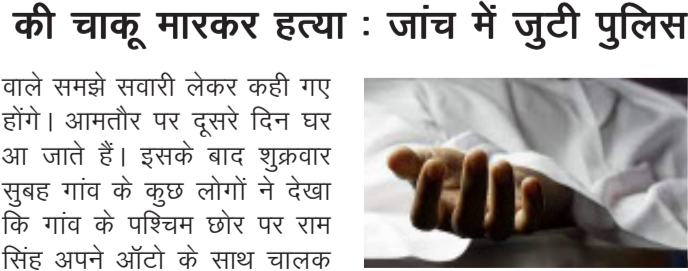 की चाकू मारकर हत्या : जांच में जुटी पुलिस
वाले समझे सवारी लेकर कही गए
होंगे। आमतौर पर दूसरे दिन घर
आ जाते हैं। इसके बाद शुक्रवार
सुबह गांव के कुछ लोगों ने देखा
कि गांव के पश्चिम छोर पर राम
सिंह अपने ऑटो के साथ चालक